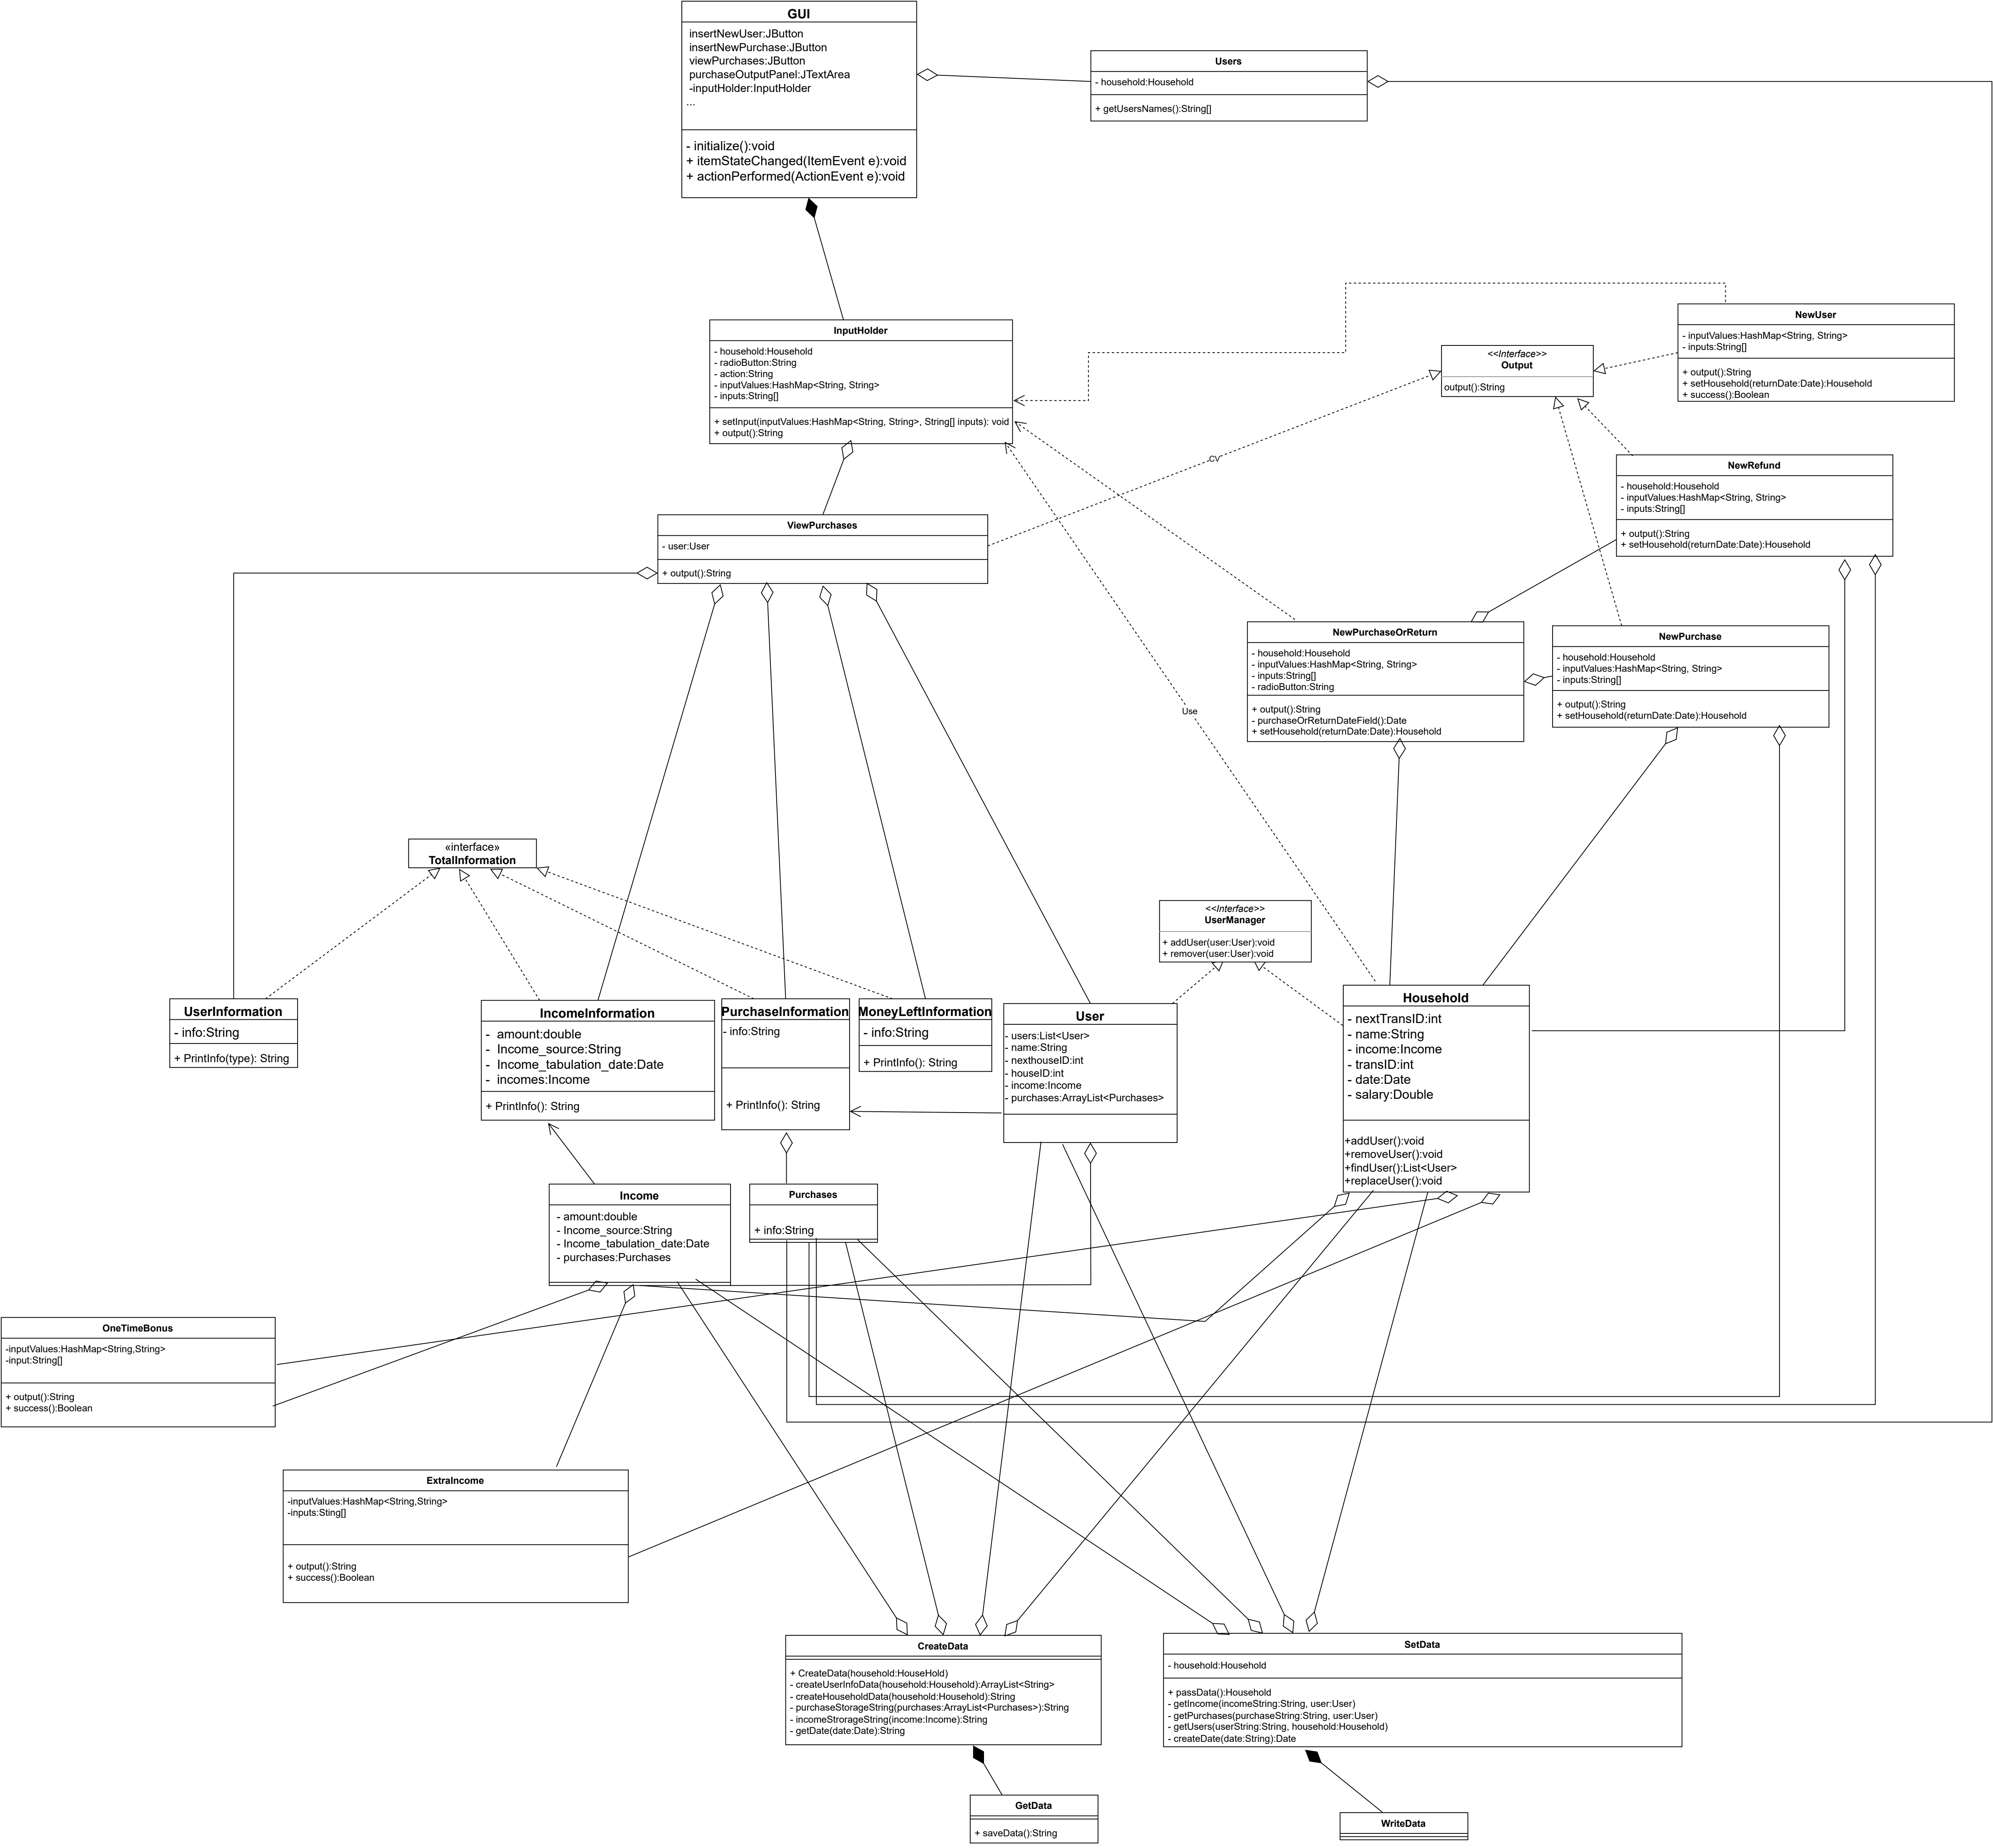 GUI
insertNewUser:JButton
insertNewPurchase:JButton
viewPurchases:JButton
purchaseOutputPanel:JTextArea
-inputHolder:InputHolder
...
- initialize():void
+ itemStateChanged(ItemEvent e):void
+ actionPerformed(ActionEvent e):void
Users
- household:Household
+ getUsersNames():String[]
InputHolder
- household:Household
- radioButton:String
- action:String
- inputValues:HashMap<String, String>
- inputs:String[]
+ setInput(inputValues:HashMap<String, String>, String[] inputs): void
+ output():String
<<Interface>>
Output
output():String
NewUser
- inputValues:HashMap<String, String>
- inputs:String[]
+ output():String
+ setHousehold(returnDate:Date):Household
+ success():Boolean
CV
NewRefund
- household:Household
- inputValues:HashMap<String, String>
- inputs:String[]
+ output():String
+ setHousehold(returnDate:Date):Household
ViewPurchases
- user:User
+ output():String
NewPurchaseOrReturn
- household:Household
- inputValues:HashMap<String, String>
- inputs:String[]
- radioButton:String
+ output():String
- purchaseOrReturnDateField():Date
+ setHousehold(returnDate:Date):Household
NewPurchase
- household:Household
- inputValues:HashMap<String, String>
- inputs:String[]
+ output():String
+ setHousehold(returnDate:Date):Household
Use
«interface»
TotalInformation
<<Interface>>
UserManager
+ addUser(user:User):void
+ remover(user:User):void
UserInformation
- info:String
+ PrintInfo(type): String
IncomeInformation
- amount:double
- Income_source:String
- Income_tabulation_date:Date
- incomes:Income
+ PrintInfo(): String
PurchaseInformation
- info:String
+ PrintInfo(): String
MoneyLeftInformation
- info:String
+ PrintInfo(): String
User
- users:List<User>
- name:String
- nexthouseID:int
- houseID:int
- income:Income
- purchases:ArrayList<Purchases>
Household
- nextTransID:int
- name:String
- income:Income
- transID:int
- date:Date
- salary:Double
+addUser():void
+removeUser():void
+findUser():List<User>
+replaceUser():void
Income
- amount:double
- Income_source:String
- Income_tabulation_date:Date
- purchases:Purchases
Purchases
+ info:String
OneTimeBonus
-inputValues:HashMap<String,String>
-input:String[]
+ output():String
+ success():Boolean
ExtraIncome
-inputValues:HashMap<String,String>
-inputs:Sting[]
+ output():String
+ success():Boolean
CreateData
+ CreateData(household:HouseHold)
- createUserInfoData(household:Household):ArrayList<String>
- createHouseholdData(household:Household):String
- purchaseStorageString(purchases:ArrayList<Purchases>):String
- incomeStrorageString(income:Income):String
- getDate(date:Date):String
SetData
- household:Household
+ passData():Household
- getIncome(incomeString:String, user:User)
- getPurchases(purchaseString:String, user:User)
- getUsers(userString:String, household:Household)
- createDate(date:String):Date
GetData
+ saveData():String
WriteData